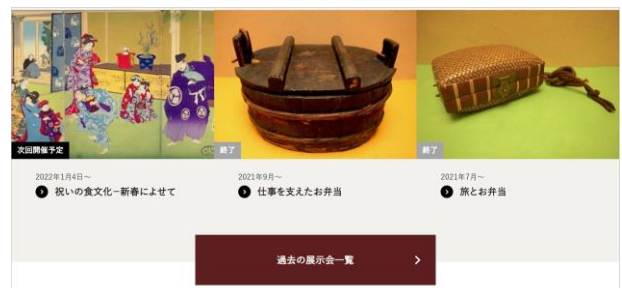 次回開催予定
終了
終了
2022年1月4日～
祝いの食文化−新春によせて
2021年9月～
仕事を支えたお弁当
2021年7月～
旅とお弁当
過去の展示会一覧